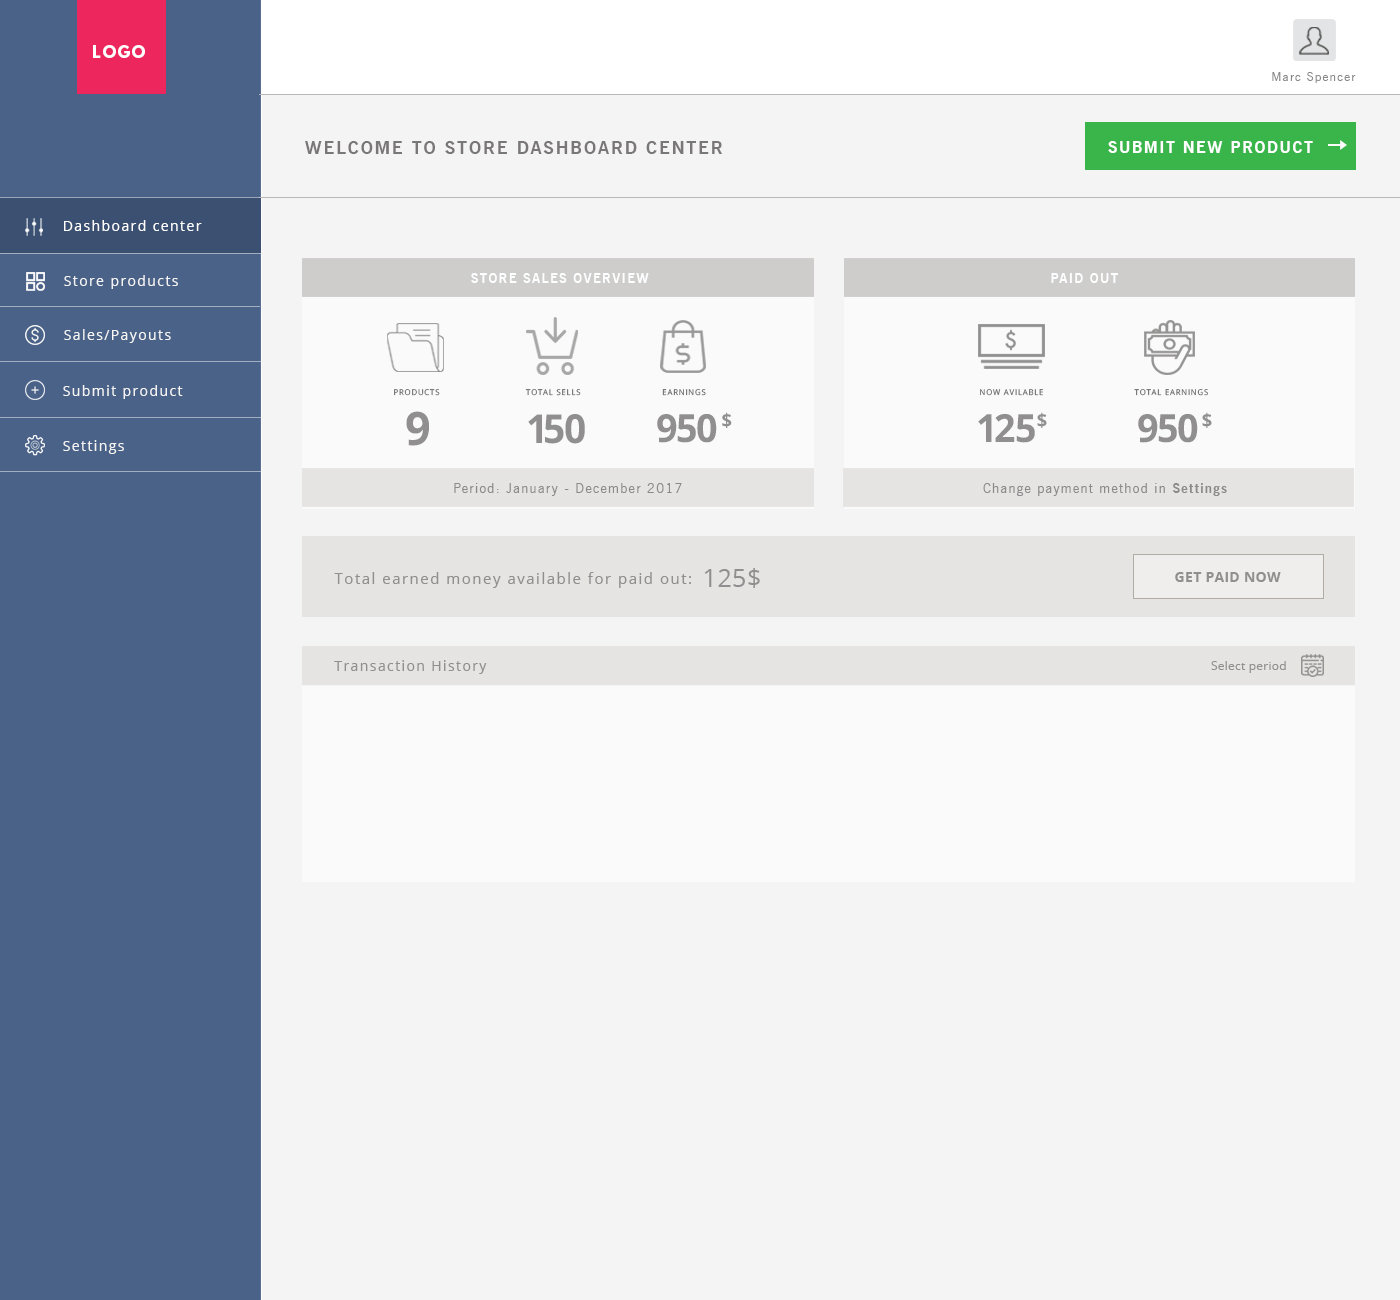 LOGO
Marc Spencer
WELCOME TO STORE DASHBOARD CENTER
SUBMIT NEW PRODUCT
Dashboard center
Store products
Sales/Payouts
Submit product
Settings
STORE SALES OVERVIEW
PRODUCTS
9
TOTAL SELLS
150
EARNINGS
950 $
Period: January - December 2017
PAID OUT
NOW AVILABLE
125 $
TOTAL EARNINGS
950 $
Change payment method in Settings
Total earned money available for paid out: 125$
GET PAID NOW
Transaction History
Select period